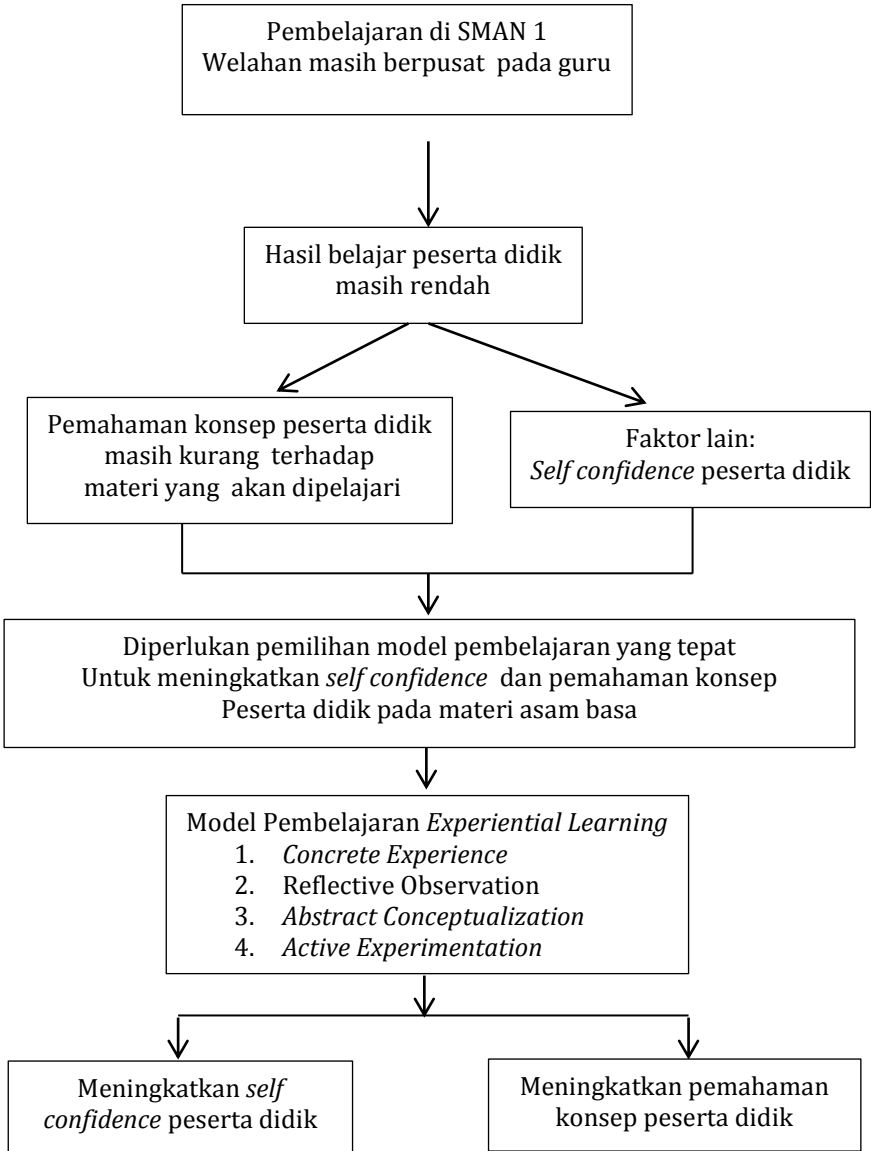 Pembelajaran di SMAN 1
Welahan masih berpusat pada guru
Hasil belajar peserta didik
masih rendah
Pemahaman konsep peserta didik
masih kurang terhadap
materi yang akan dipelajari
Faktor lain:
Self confidence peserta didik
Diperlukan pemilihan model pembelajaran yang tepat
Untuk meningkatkan self confidence dan pemahaman konsep
Peserta didik pada materi asam basa
Model Pembelajaran Experiential Learning
1. Concrete Experience
2. Reflective Observation
3. Abstract Conceptualization
4. Active Experimentation
Meningkatkan self
confidence peserta didik
Meningkatkan pemahaman
konsep peserta didik